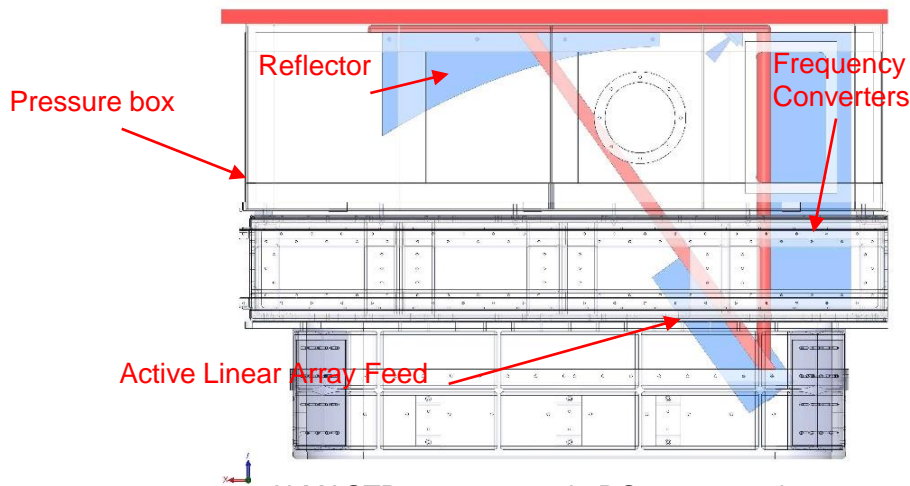 Reflector
Frequency
Converters
Pressure box
Active Linear Array Feed